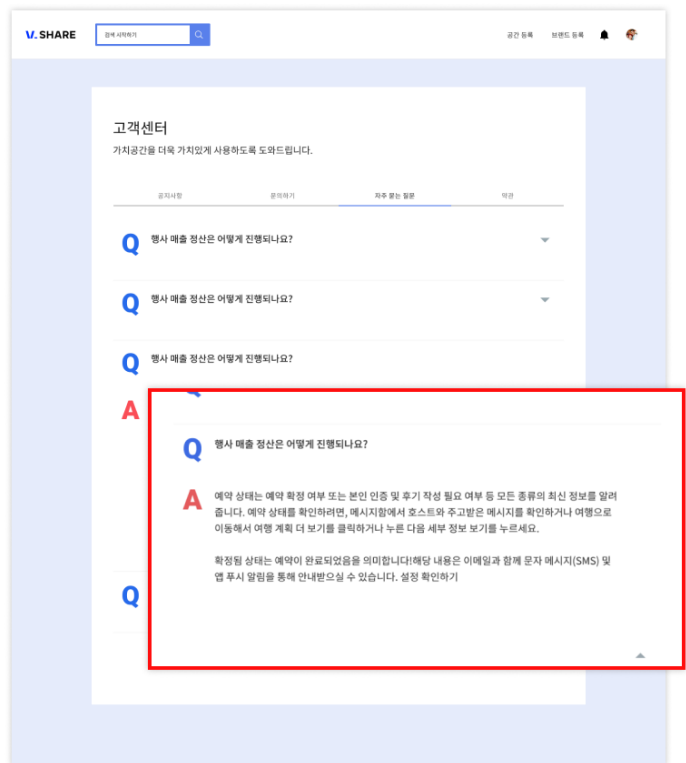 V. SHARE
검색 시작하기
공간 등록
브랜드 등록
고객센터
가치공간을 더욱 가치있게 사용하도록 도와드립니다.
공지사항
문의하기
자주 묻는 질문
약관
Q
행사 매출 정산은 어떻게 진행되나요?
Q
행사 매출 정산은 어떻게 진행되나요?
Q
행사 매출 정산은 어떻게 진행되나요?
A
Q
행사 매출 정산은 어떻게 진행되나요?
A
예약 상태는 예약 확정 여부 또는 본인 인증 및 후기 작성 필요 여부 등 모든 종류의 최신 정보를 알려
줍니다. 예약 상태를 확인하려면, 메시지함에서 호스트와 주고받은 메시지를 확인하거나 여행으로
이동해서 여행 계획 더 보기를 클릭하거나 누른 다음 세부 정보 보기를 누르세요.
확정됨 상태는 예약이 완료되었음을 의미합니다!해당 내용은 이메일과 함께 문자 메시지(SMS) 및
앱 푸시 알림을 통해 안내받으실 수 있습니다. 설정 확인하기
Q